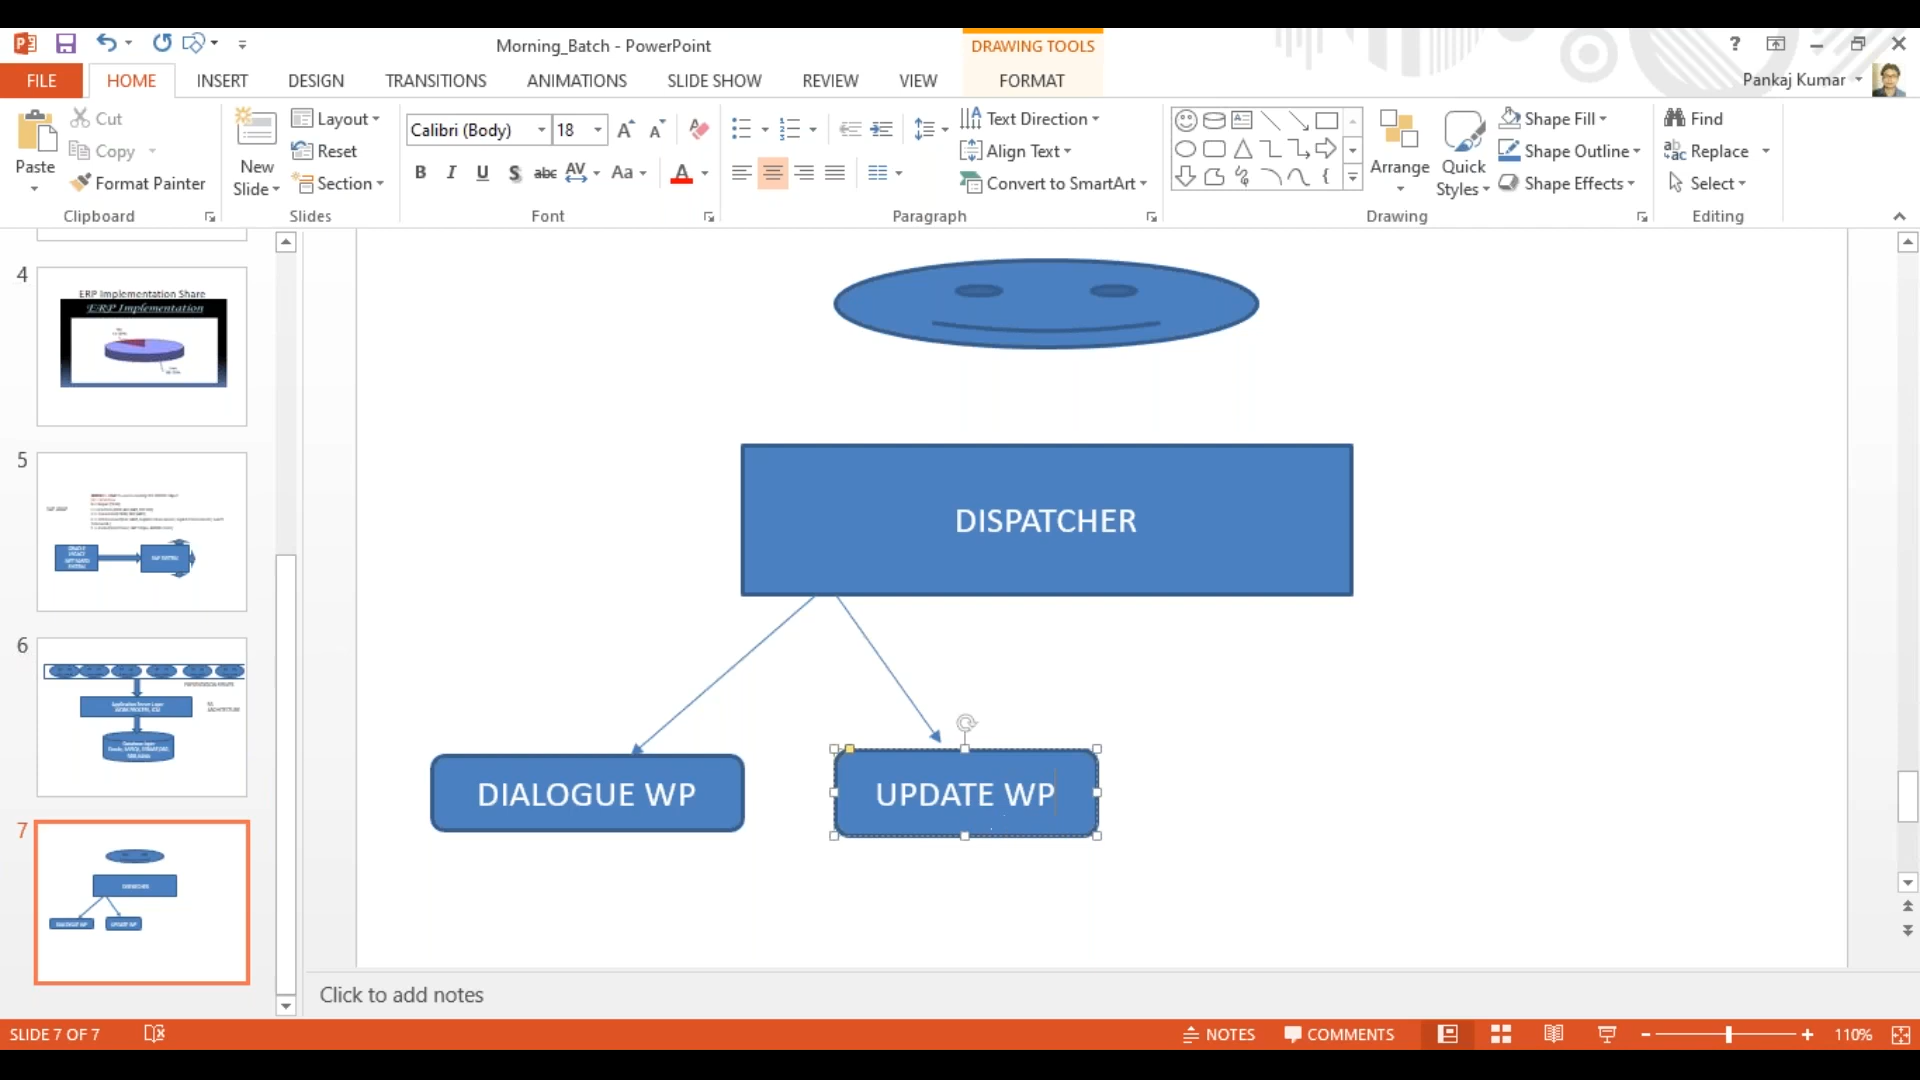 Morning_Batch - PowerPoint
DRAWING TOOLS
?
FILE
HOME
INSERT
DESIGN
TRANSITIONS
ANIMATIONS
SLIDE SHOW
REVIEW
VIEW
FORMAT
Pankaj Kumar
Paste
Cut
Copy
Format Painter
Clipboard
New
Slide
Layout
Reset
Section
Slides
Calibri (Body)
18
B I U S abc AV Aa A
Font
Text Direction
Align Text
Convert to SmartArt
Paragraph
Arrange
Quick
Styles
Shape Fill
Shape Outline
Shape Effects
Drawing
Find
Replace
Select
Editing
4
ERP Implementation Share
ERP Implementation
5
6
7
DISPATCHER
DIALOGUE WP
UPDATE WP
Click to add notes
SLIDE 7 OF 7
NOTES
COMMENTS
110%